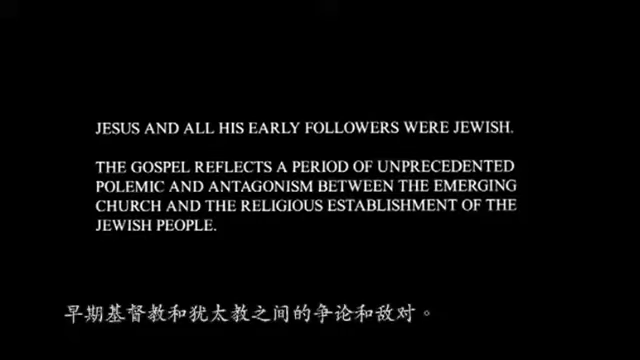 JESUS AND ALL HIS EARLY FOLLOWERS WERE JEWISH.
THE GOSPEL REFLECTS A PERIOD OF UNPRECEDENTED
POLEMIC AND ANTAGONISM BETWEEN THE EMERGING
CHURCH AND THE RELIGIOUS ESTABLISHMENT OF THE
JEWISH PEOPLE.
早期基督教和犹太教之间的争论和敌对。